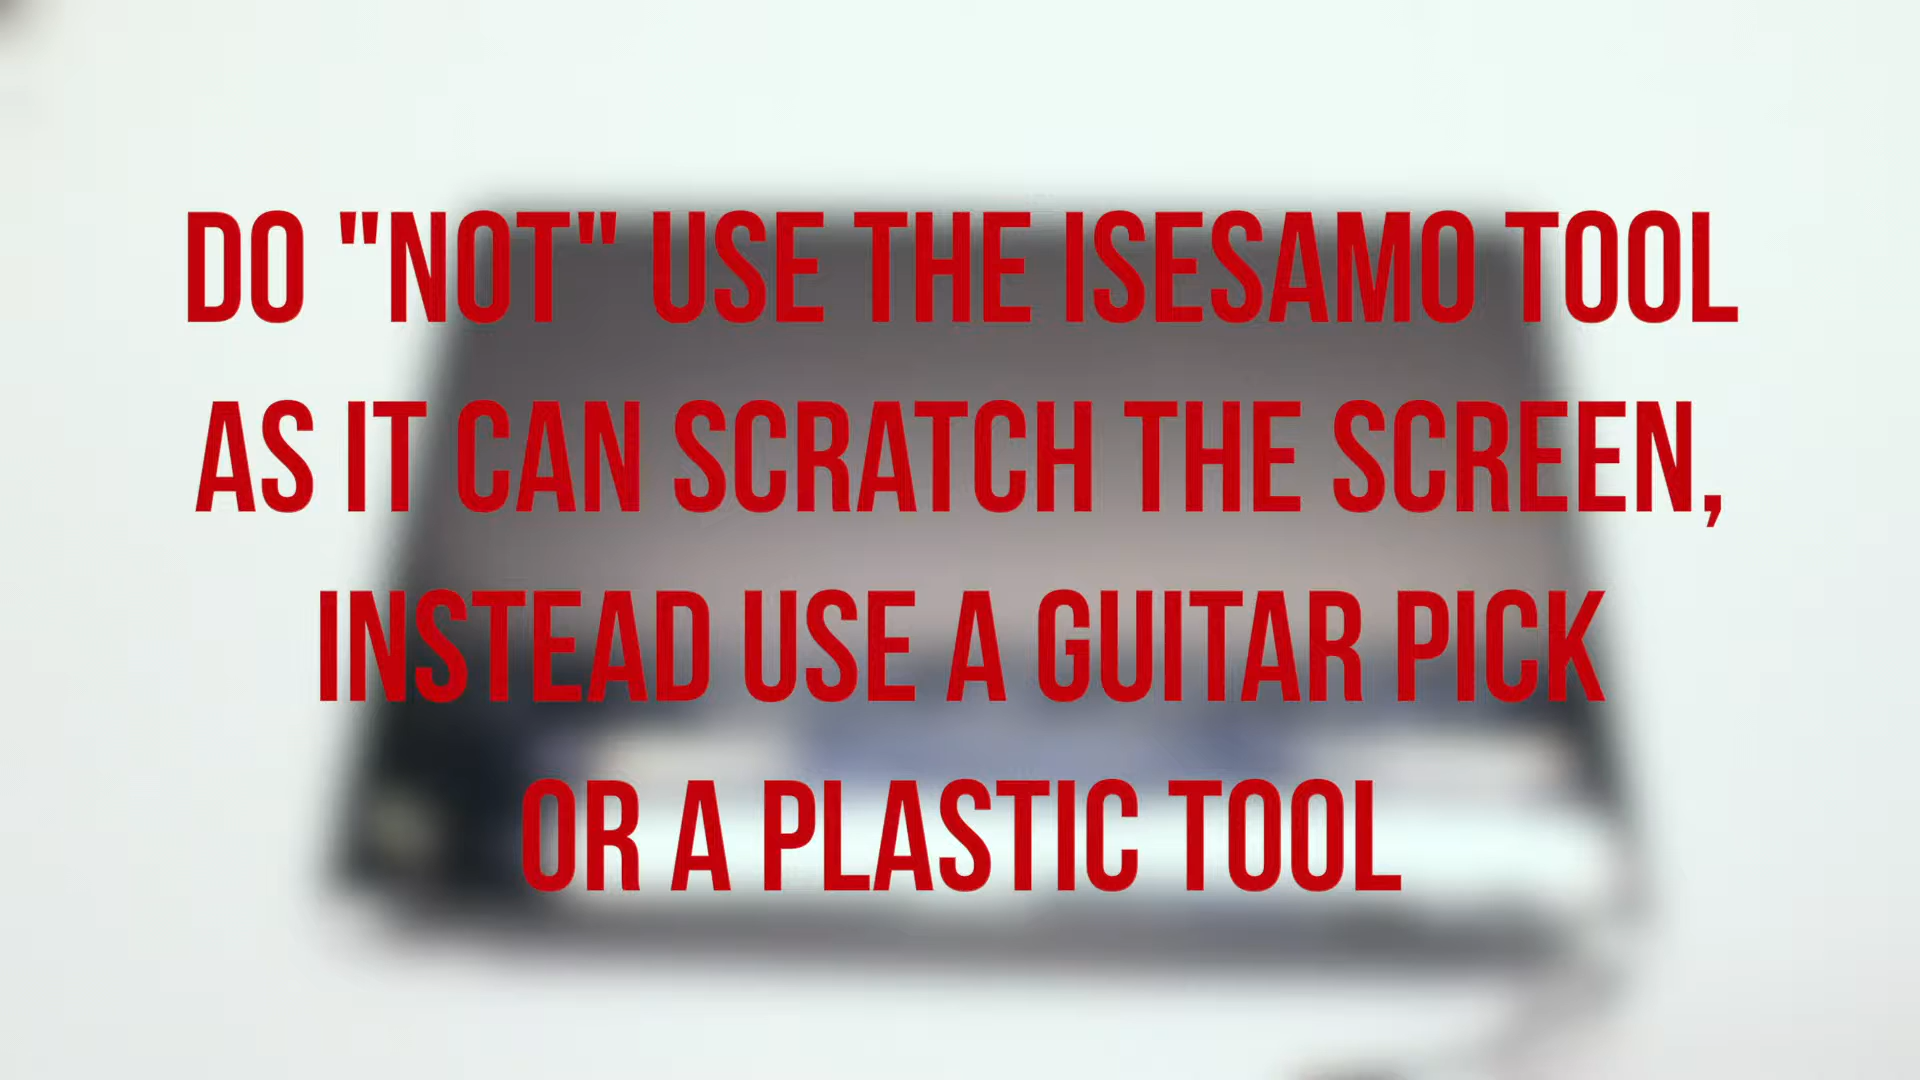 DO "NOT" USE THE ISESAMO TOOL
AS IT CAN SCRATCH THE SCREEN,
INSTEAD USE A GUITAR PICK
OR A PLASTIC TOOL